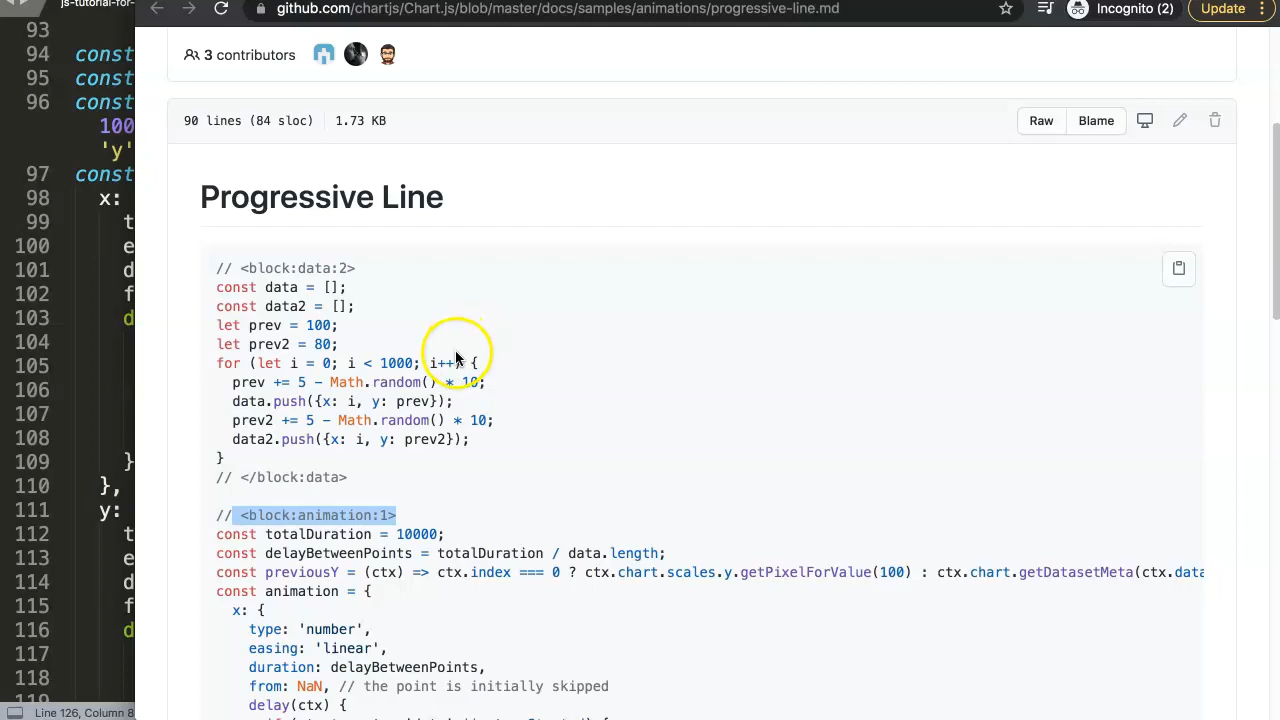 js-tutorial-for-
github.com/chartjs/Chart.js/blob/master/docs/samples/animations/progressive-line.md
Incognito (2)
Update
3 contributors
90 lines (84 sloc) 1.73 KB
Raw
Blame
Progressive Line
// <block:data:2>
const data = [];
const data2 = [];
let prev = 100;
let prev2 = 80;
for (let i = 0; i < 1000; i++) {
prev += 5 - Math.random() * 10;
data.push({x: i, y: prev});
prev2 += 5 - Math.random() * 10;
data2.push({x: i, y: prev2});
}
// </block:data>
// <block:animation:1>
const totalDuration = 10000;
const delayBetweenPoints = totalDuration / data.length;
const previousY = (ctx) => ctx.index === 0 ? ctx.chart.scales.y.getPixelForValue(100) : ctx.chart.getDatasetMeta(ctx.data
const animation = {
x: {
type: 'number',
easing: 'linear',
duration: delayBetweenPoints,
from: NaN, // the point is initially skipped
delay(ctx) {
93
94 const
95 const
96 const
100
'y'
97 const
98 x:
99 t
100 e
101 d
102 f
103 d
104
105
106
107
108
109 }
110 },
111 y:
112 t
113 e
114 d
115 f
116 d
117
118
Line 126, Column 8